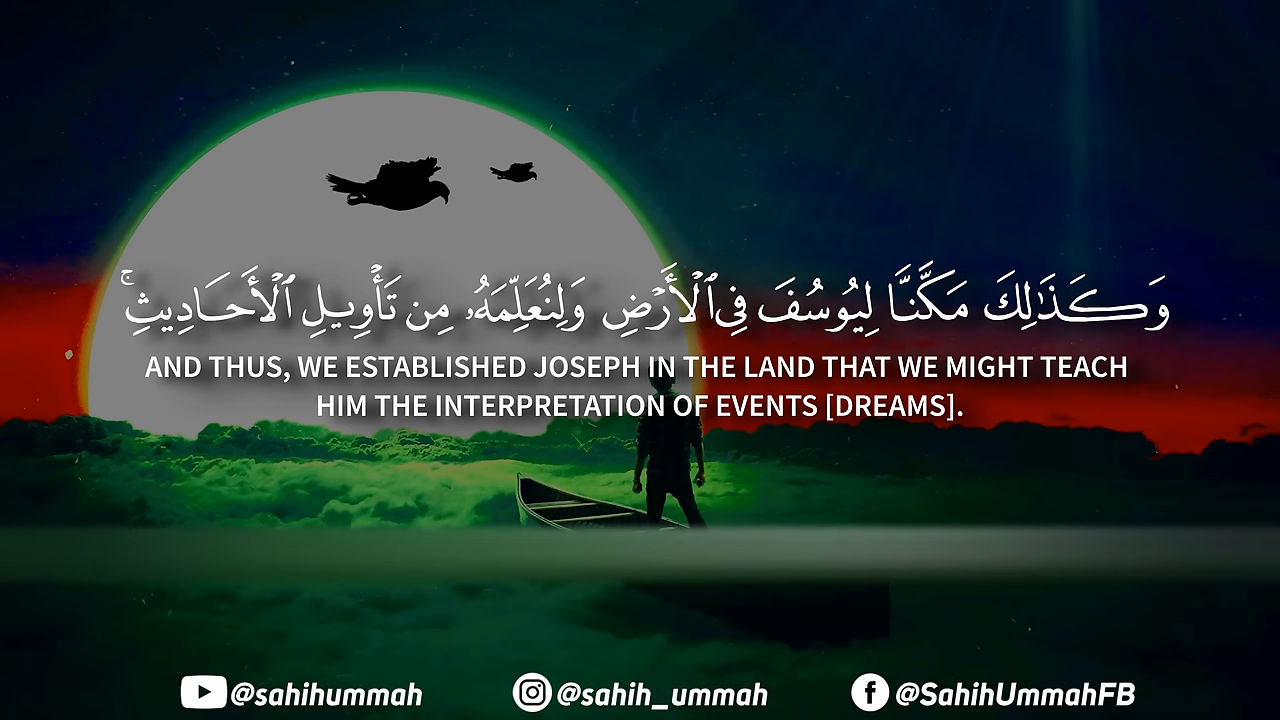 وَكَذَٰلِكَ مَكَّنَّا لِيُوسُفَ فِي ٱلْأَرْضِ وَلِنُعَلِّمَهُۥ مِن تَأْوِيلِ ٱلْأَحَادِيثِ ۚ
AND THUS, WE ESTABLISHED JOSEPH IN THE LAND THAT WE MIGHT TEACH
HIM THE INTERPRETATION OF EVENTS [DREAMS].
@sahihummah @sahih_ummah @SahihUmmahFB